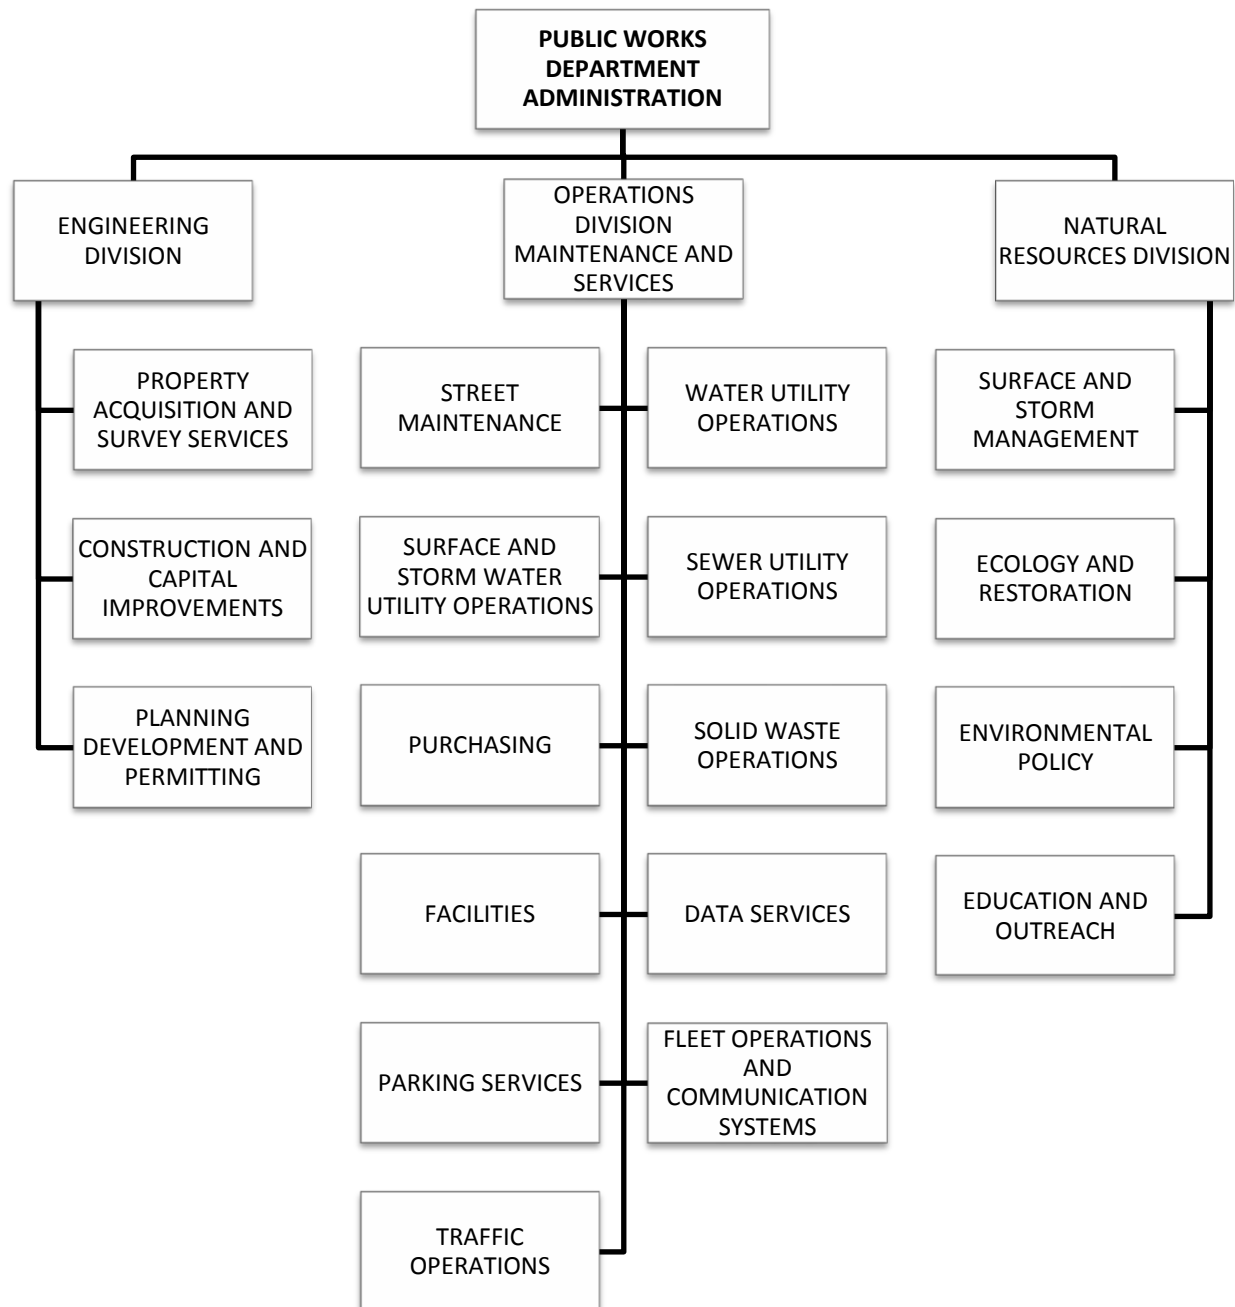 PUBLIC WORKS
DEPARTMENT
ADMINISTRATION
ENGINEERING
DIVISION
OPERATIONS
DIVISION
MAINTENANCE AND
SERVICES
NATURAL
RESOURCES DIVISION
PROPERTY
ACQUISITION AND
SURVEY SERVICES
CONSTRUCTION AND
CAPITAL
IMPROVEMENTS
PLANNING
DEVELOPMENT AND
PERMITTING
STREET
MAINTENANCE
WATER UTILITY
OPERATIONS
SURFACE AND
STORM WATER
UTILITY OPERATIONS
SEWER UTILITY
OPERATIONS
PURCHASING
SOLID WASTE
OPERATIONS
FACILITIES
DATA SERVICES
PARKING SERVICES
FLEET OPERATIONS
AND
COMMUNICATION
SYSTEMS
TRAFFIC
OPERATIONS
SURFACE AND
STORM
MANAGEMENT
ECOLOGY AND
RESTORATION
ENVIRONMENTAL
POLICY
EDUCATION AND
OUTREACH